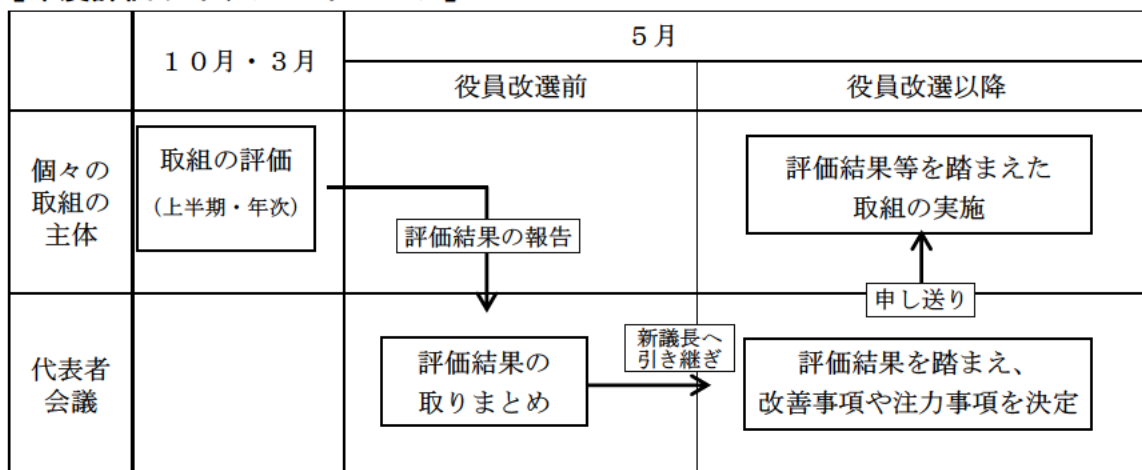 10月・3月
5月
役員改選前
役員改選以降
個々の
取組の
主体
取組の評価
(上半期・年次)
評価結果の報告
評価結果等を踏まえた
取組の実施
申し送り
代表者
会議
評価結果の
取りまとめ
新議長へ
引き継ぎ
評価結果を踏まえ、
改善事項や注力事項を決定